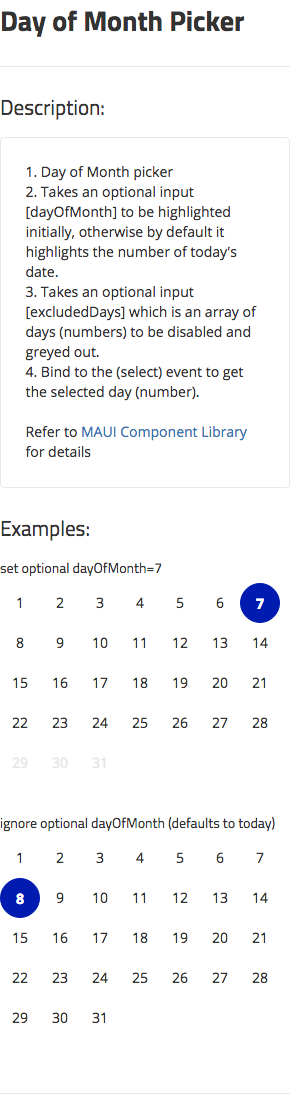 Day of Month Picker
Description:
1. Day of Month picker
2. Takes an optional input
[dayOfMonth] to be highlighted
initially, otherwise by default it
highlights the number of today's
date.
3. Takes an optional input
[excludedDays] which is an array of
days (numbers) to be disabled and
greyed out.
4. Bind to the (select) event to get
the selected day (number).
Refer to MAUI Component Library
for details
Examples:
set optional dayOfMonth=7
1 2 3 4 5 6 7
8 9 10 11 12 13 14
15 16 17 18 19 20 21
22 23 24 25 26 27 28
29 30 31
ignore optional dayOfMonth (defaults to today)
1 2 3 4 5 6 7
8 9 10 11 12 13 14
15 16 17 18 19 20 21
22 23 24 25 26 27 28
29 30 31